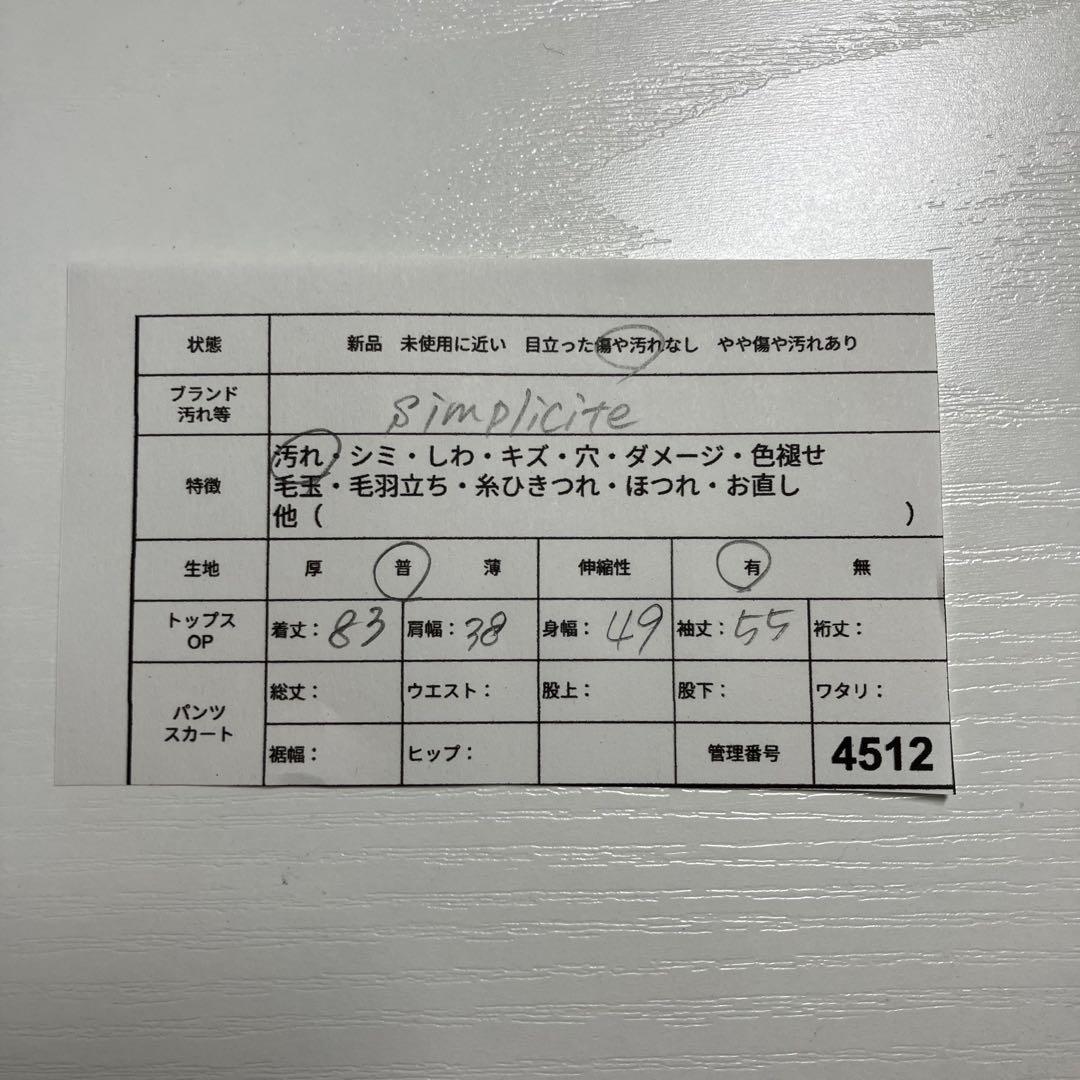 状態 新品 未使用に近い 目立った傷や汚れなし やや傷や汚れあり
ブランド
汚れ等
simplicite
特徴
汚れ・シミ・しわ・キズ・穴・ダメージ・色褪せ
毛玉・毛羽立ち・糸ひきつれ・ほつれ・お直し
他（ ）
生地 厚 普 薄 伸縮性 有 無
トップス
OP
着丈：83 肩幅：38 身幅：49 袖丈：55 裄丈：
パンツ
スカート
総丈： ウエスト： 股上： 股下： ワタリ：
裾幅： ヒップ： 管理番号 4512